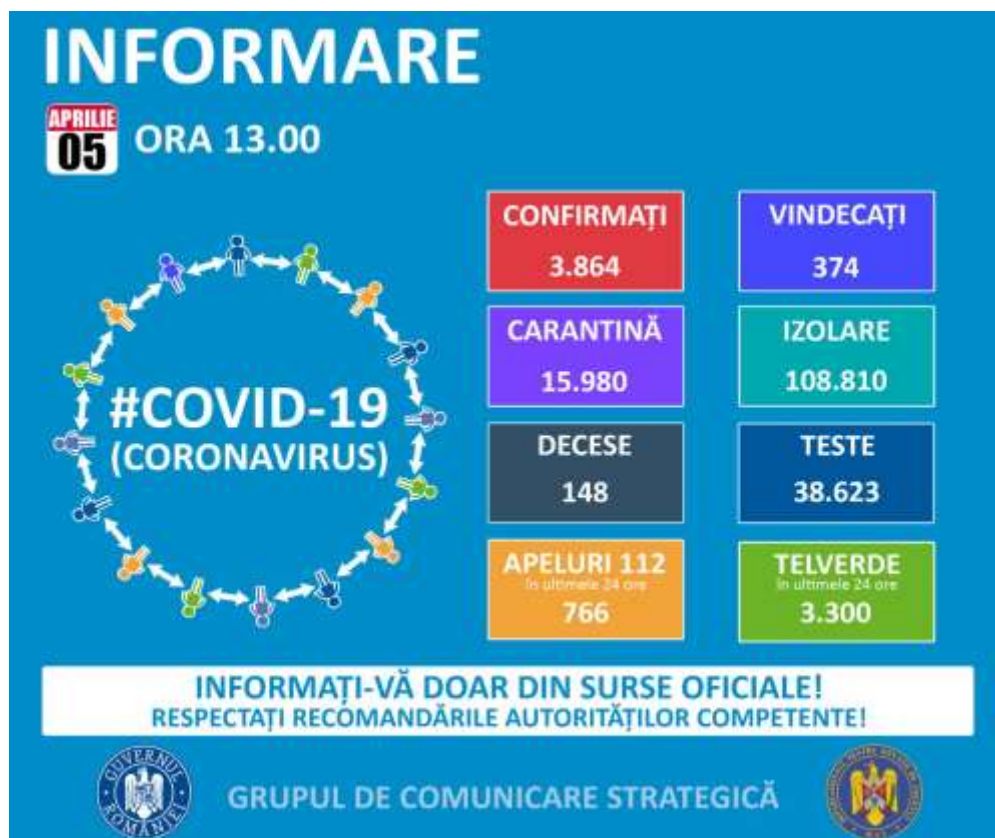 INFORMARE
APRILIE
05
ORA 13.00
CONFIRMAȚI
3.864
VINDECAȚI
374
CARANTINĂ
15.980
IZOLARE
108.810
#COVID-19
(CORONAVIRUS)
DECESE
148
TESTE
38.623
APELURI 112
în ultimele 24 ore
766
TELVERDE
în ultimele 24 ore
3.300
INFORMAȚI-VĂ DOAR DIN SURSE OFICIALE!
RESPECTAȚI RECOMANDĂRILE AUTORITĂȚILOR COMPETENTE!
GUVERNUL
ROMÂNIEI
GRUPUL DE COMUNICARE STRATEGICĂ